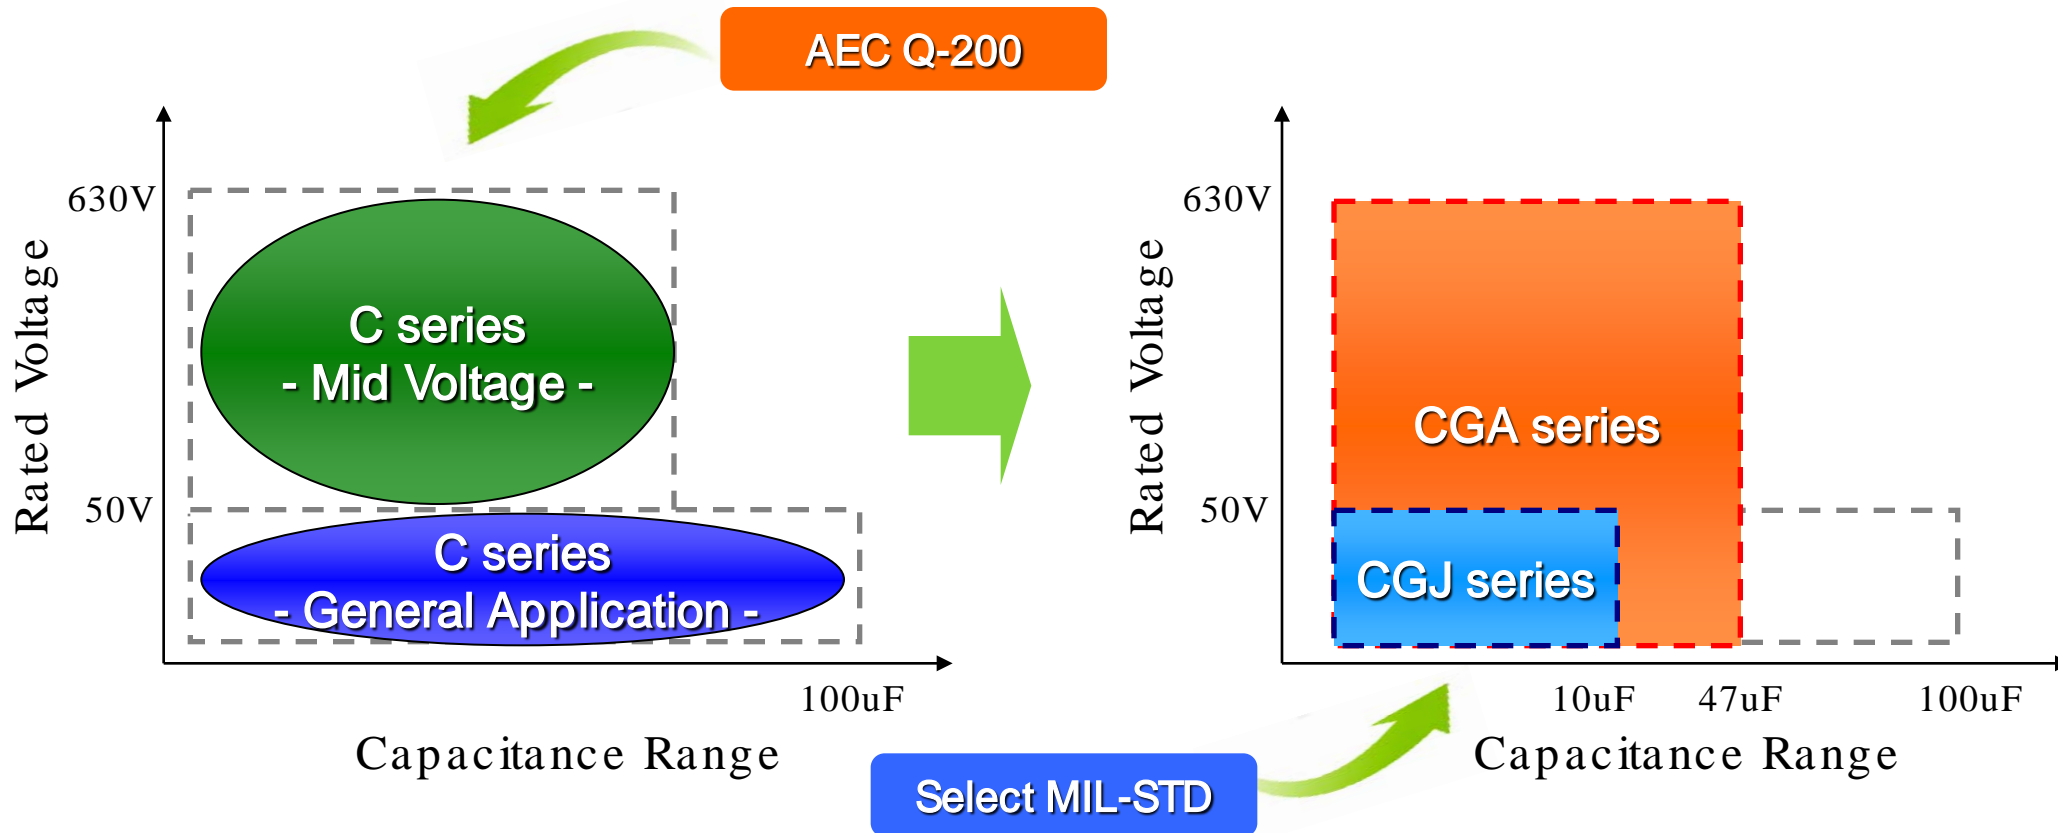 AEC Q-200
630V
50V
Rated Voltage
C series
- Mid Voltage -
C series
- General Application -
100uF
Capacitance Range
630V
50V
Rated Voltage
CGA series
CGJ series
10uF
47uF
100uF
Capacitance Range
Select MIL-STD